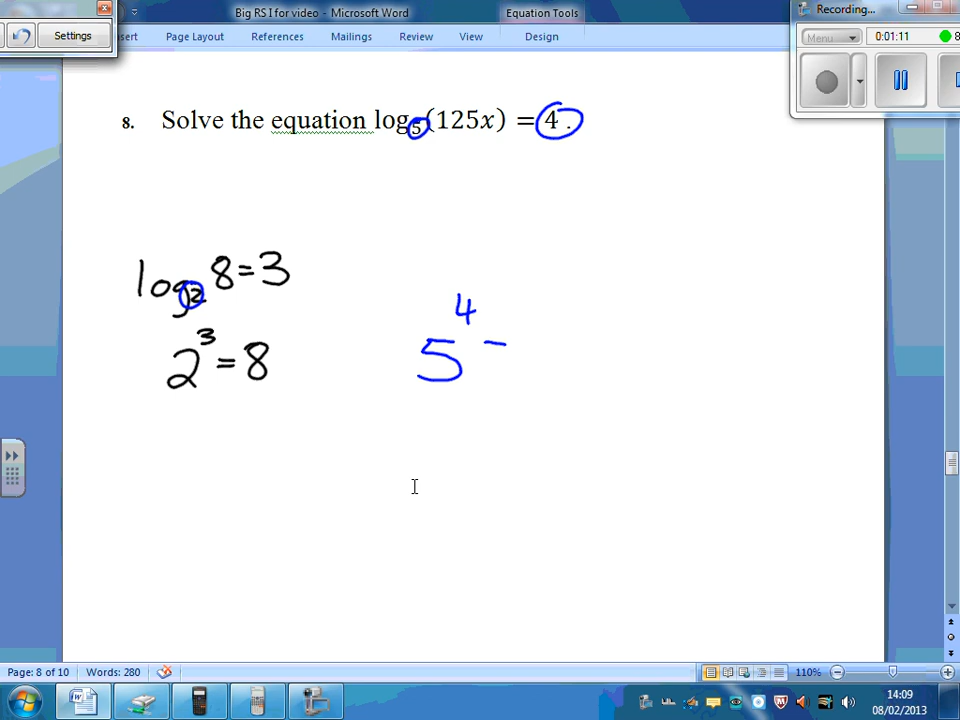 Big RS I for video - Microsoft Word
Equation Tools
Recording...
Settings
Page Layout
References
Mailings
Review
View
Design
Menu
0:01:11
8
8. Solve the equation log₅(125x) = 4 .
log₂ 8=3
2³=8
5⁴
Page: 8 of 10
Words: 280
110%
14:09
08/02/2013